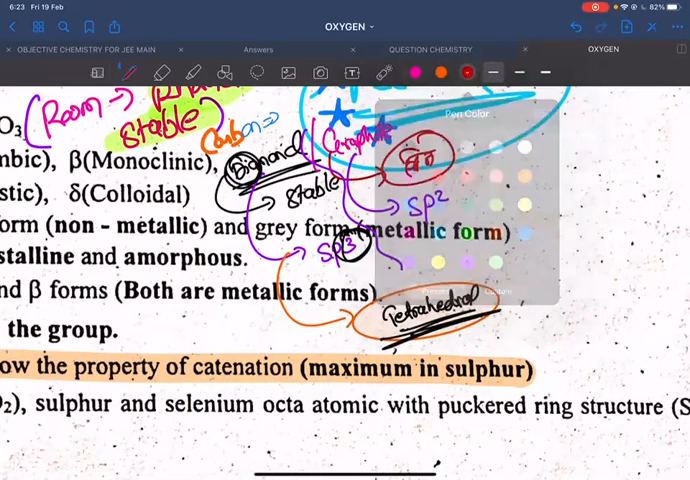 6:23 Fri 19 Feb
82%
OXYGEN
OBJECTIVE CHEMISTRY FOR JEE MAIN
Answers
QUESTION CHEMISTRY
OXYGEN
Pen Color
O3 (Room →
stable
Carbon ⇒
mbic), β(Monoclinic), Diamond
stic), δ(Colloidal) → stable → SP2
orm (non - metallic) and grey form (metallic form)
→ SP3
stalline and amorphous.
nd β forms (Both are metallic forms).
Tetrahedral
the group.
ow the property of catenation (maximum in sulphur)
O2), sulphur and selenium octa atomic with puckered ring structure (S